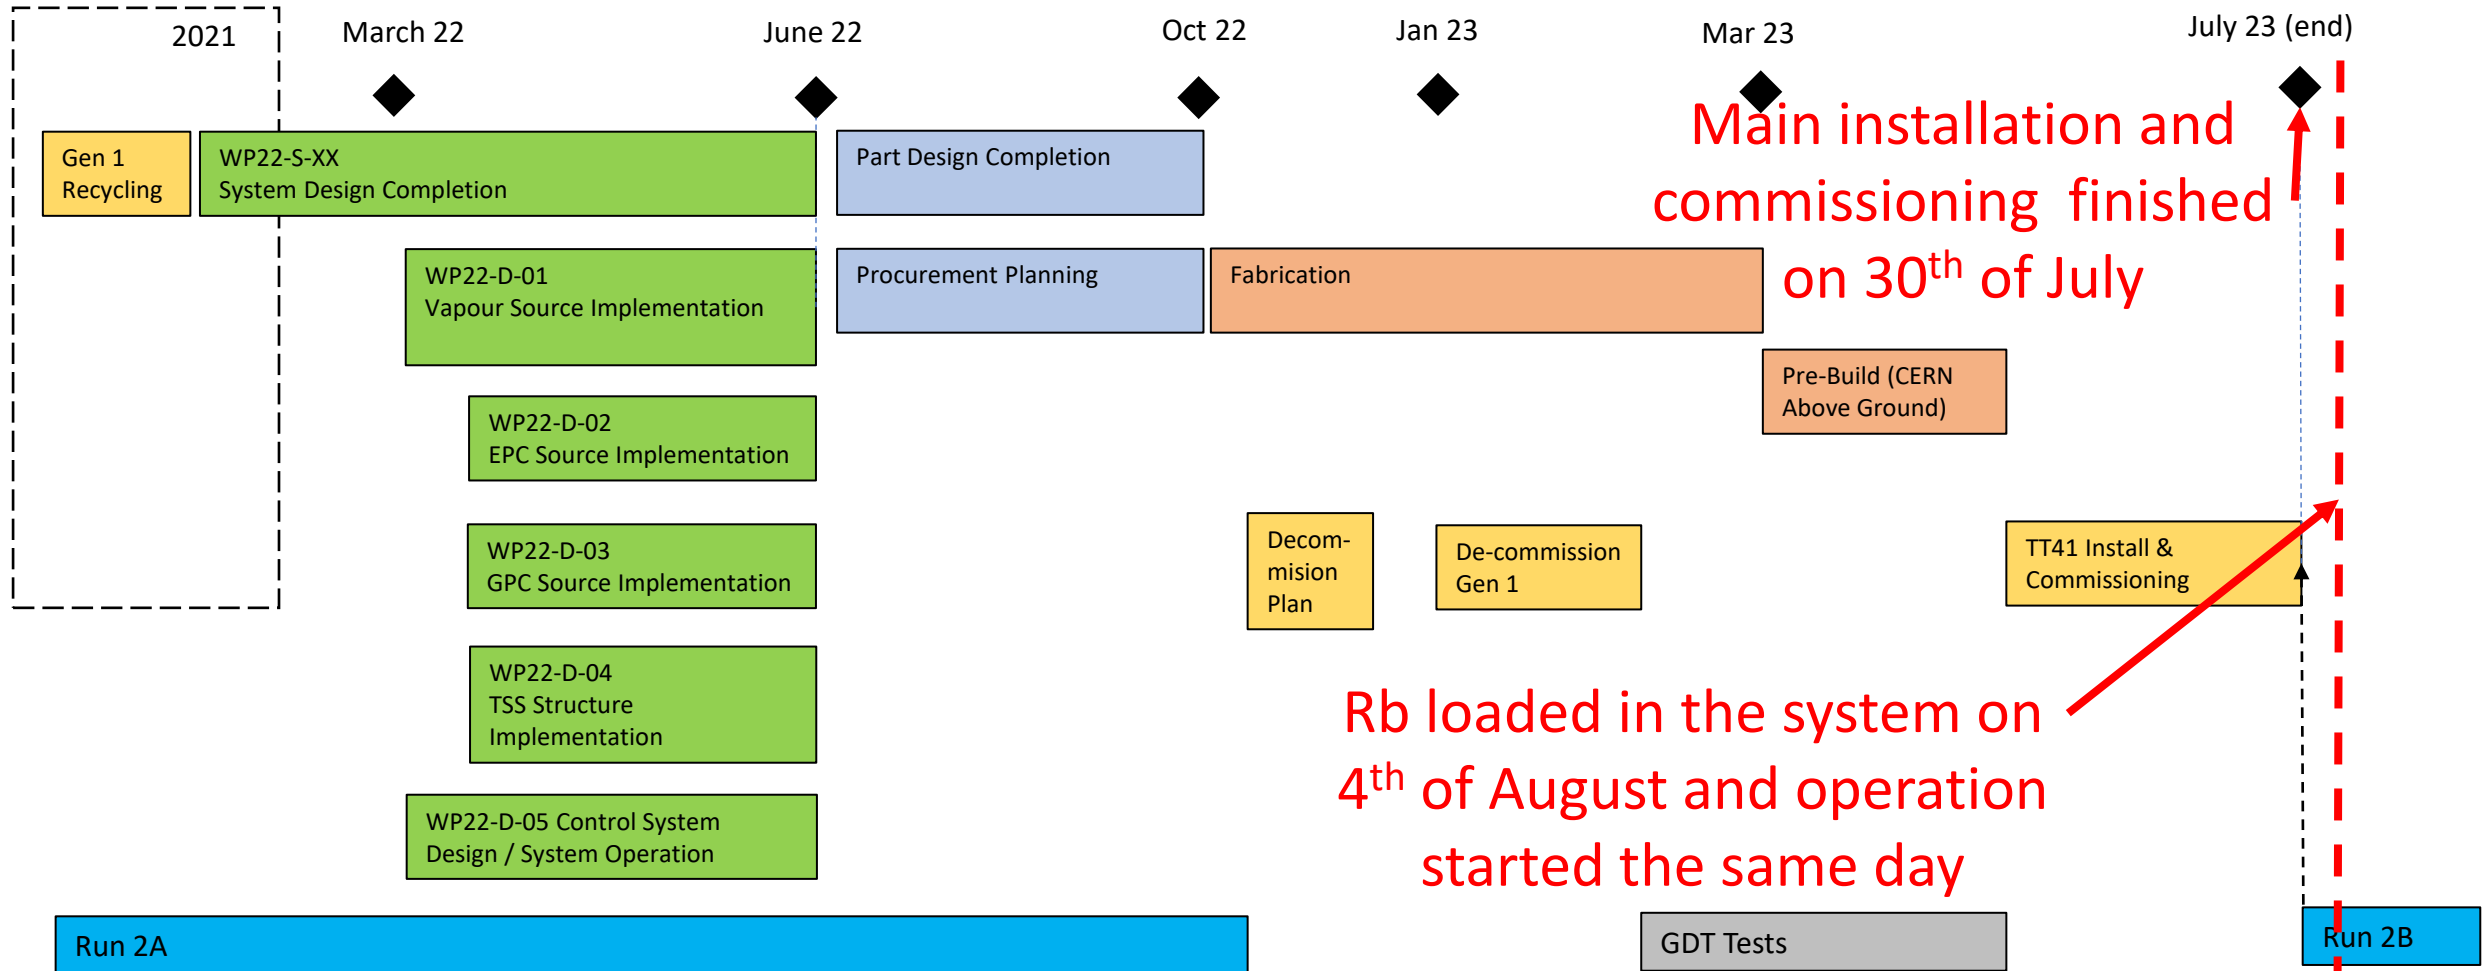 2021
March 22
June 22
Oct 22
Jan 23
Mar 23
July 23 (end)
Gen 1
Recycling
WP22-S-XX
System Design Completion
Part Design Completion
Main installation and
commissioning finished
on 30th of July
WP22-D-01
Vapour Source Implementation
Procurement Planning
Fabrication
Pre-Build (CERN
Above Ground)
WP22-D-02
EPC Source Implementation
WP22-D-03
GPC Source Implementation
Decom-
mision
Plan
De-commission
Gen 1
TT41 Install &
Commissioning
WP22-D-04
TSS Structure
Implementation
Rb loaded in the system on
4th of August and operation
started the same day
WP22-D-05 Control System
Design / System Operation
Run 2A
GDT Tests
Run 2B